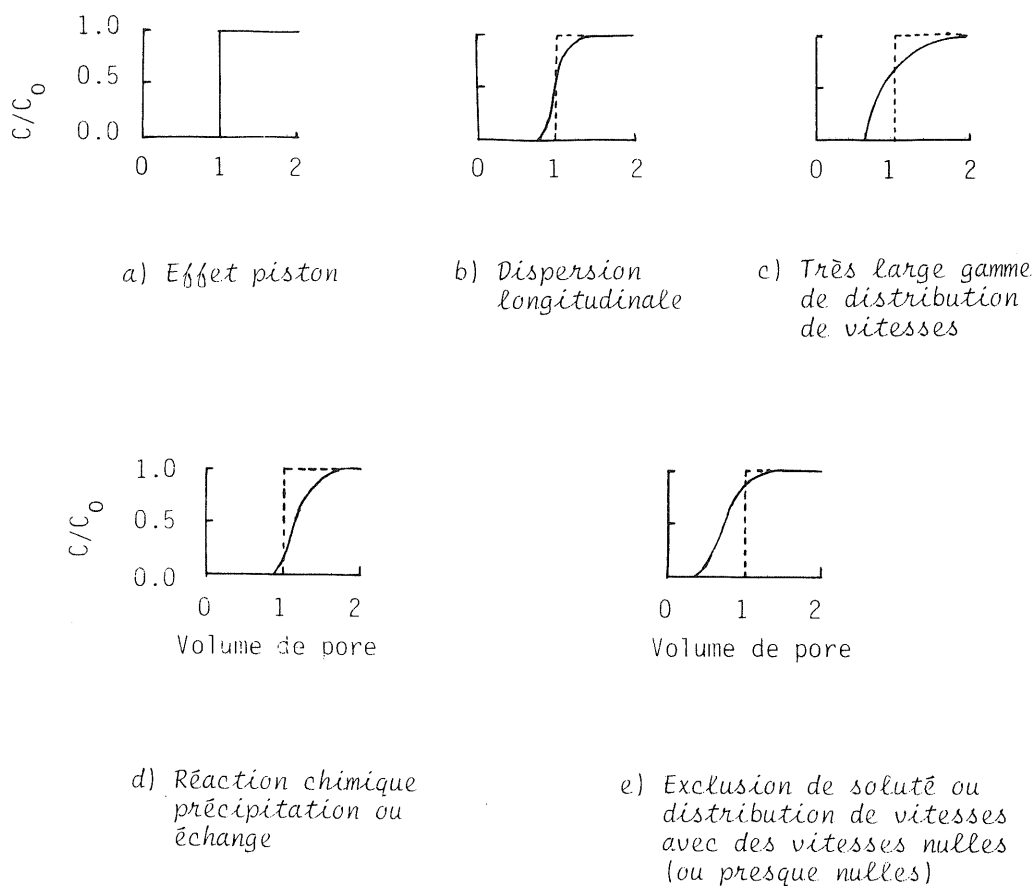 1.0
0.5
0.0
C/Co
0 1 2
0 1 2
0 1 2
a) Effet piston
b) Dispersion
longitudinale
c) Très large gamme
de distribution
de vitesses
1.0
0.5
0.0
C/Co
0 1 2
Volume de pore
0 1 2
Volume de pore
d) Réaction chimique
précipitation ou
échange
e) Exclusion de soluté ou
distribution de vitesses
avec des vitesses nulles
(ou presque nulles)